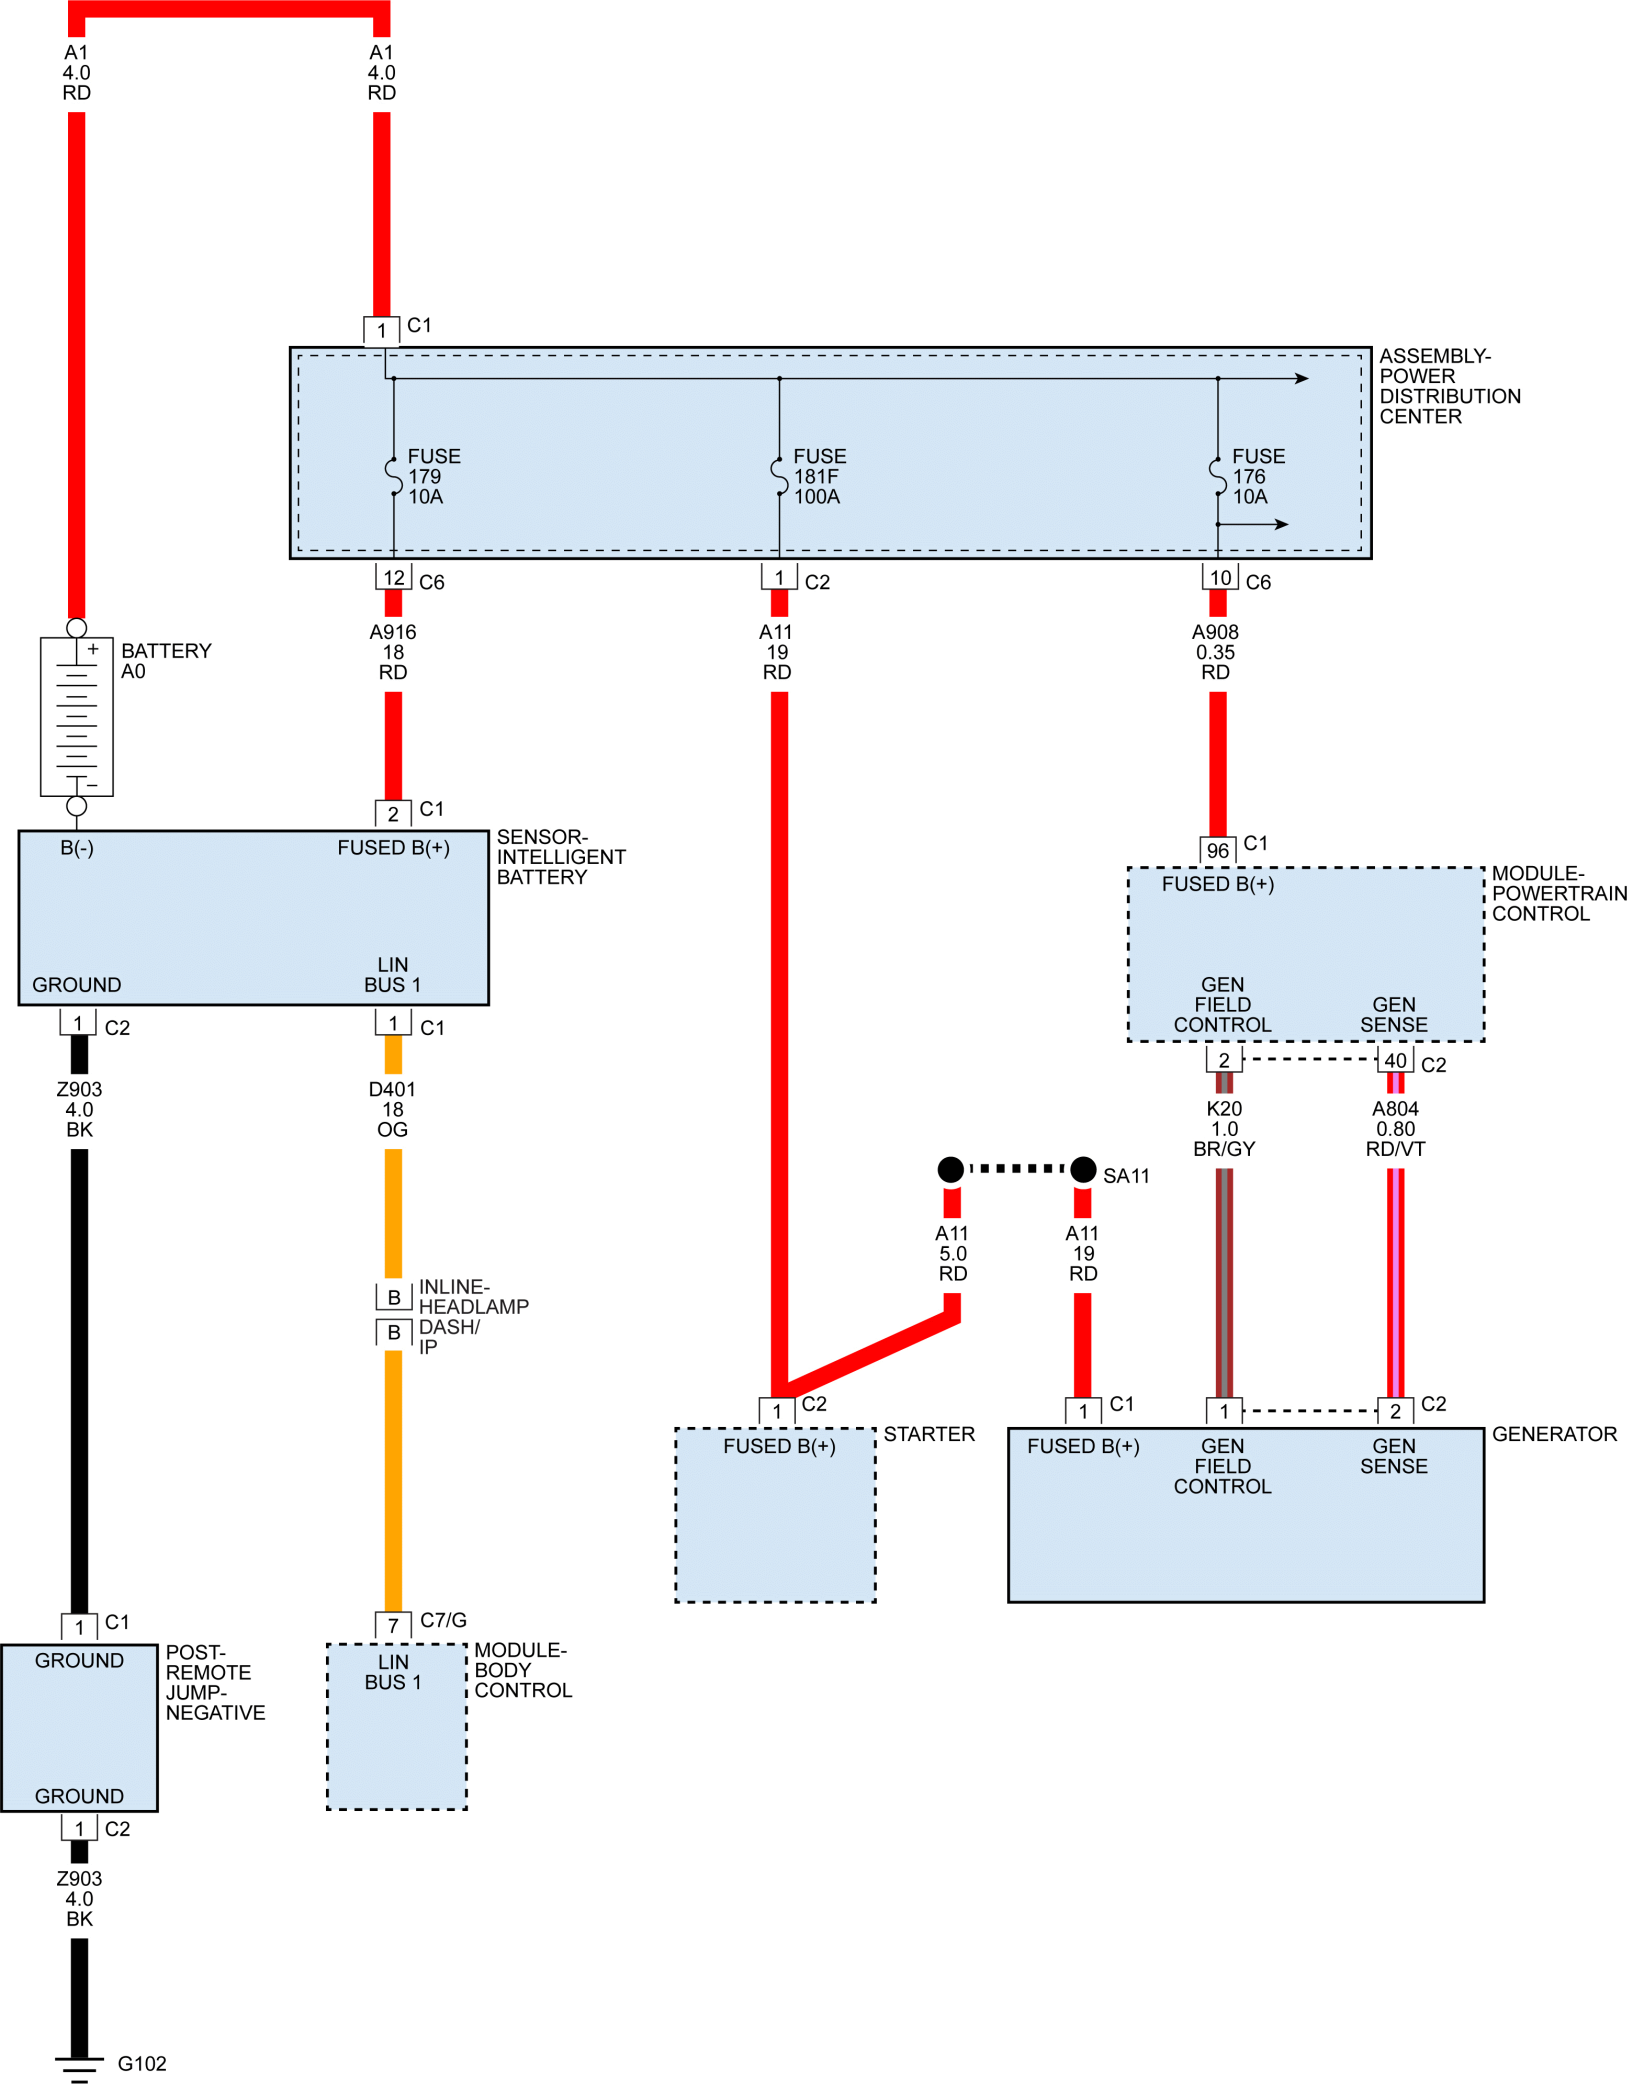 A1
4.0
RD
A1
4.0
RD
1
C1
ASSEMBLY-
POWER
DISTRIBUTION
CENTER
FUSE
179
10A
FUSE
181F
100A
FUSE
176
10A
12
C6
1
C2
10
C6
A916
18
RD
A11
19
RD
A908
0.35
RD
+
BATTERY
A0
−
2
C1
B(-)
FUSED B(+)
SENSOR-
INTELLIGENT
BATTERY
LIN
BUS 1
GROUND
96
C1
FUSED B(+)
MODULE-
POWERTRAIN
CONTROL
GEN
FIELD
CONTROL
GEN
SENSE
1
C2
1
C1
2
40
C2
Z903
4.0
BK
D401
18
OG
K20
1.0
BR/GY
A804
0.80
RD/VT
SA11
A11
5.0
RD
A11
19
RD
B
B
INLINE-
HEADLAMP
DASH/
IP
1
C2
1
C1
1
2
C2
FUSED B(+)
STARTER
FUSED B(+)
GEN
FIELD
CONTROL
GEN
SENSE
GENERATOR
1
C1
7
C7/G
GROUND
POST-
REMOTE
JUMP-
NEGATIVE
GROUND
LIN
BUS 1
MODULE-
BODY
CONTROL
1
C2
Z903
4.0
BK
G102